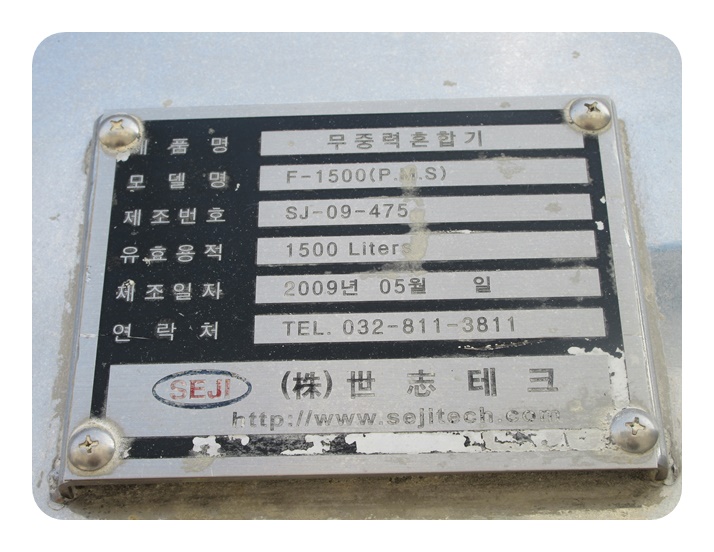 제 품 명 무중력혼합기
모 델 명 F-1500(P.M.S)
제조번호 SJ-09-475
유효용적 1500 Liters
제조일자 2009년 05월 일
연 락 처 TEL. 032-811-3811
SEJI (株) 世 志 테 크
http://www.sejitech.com